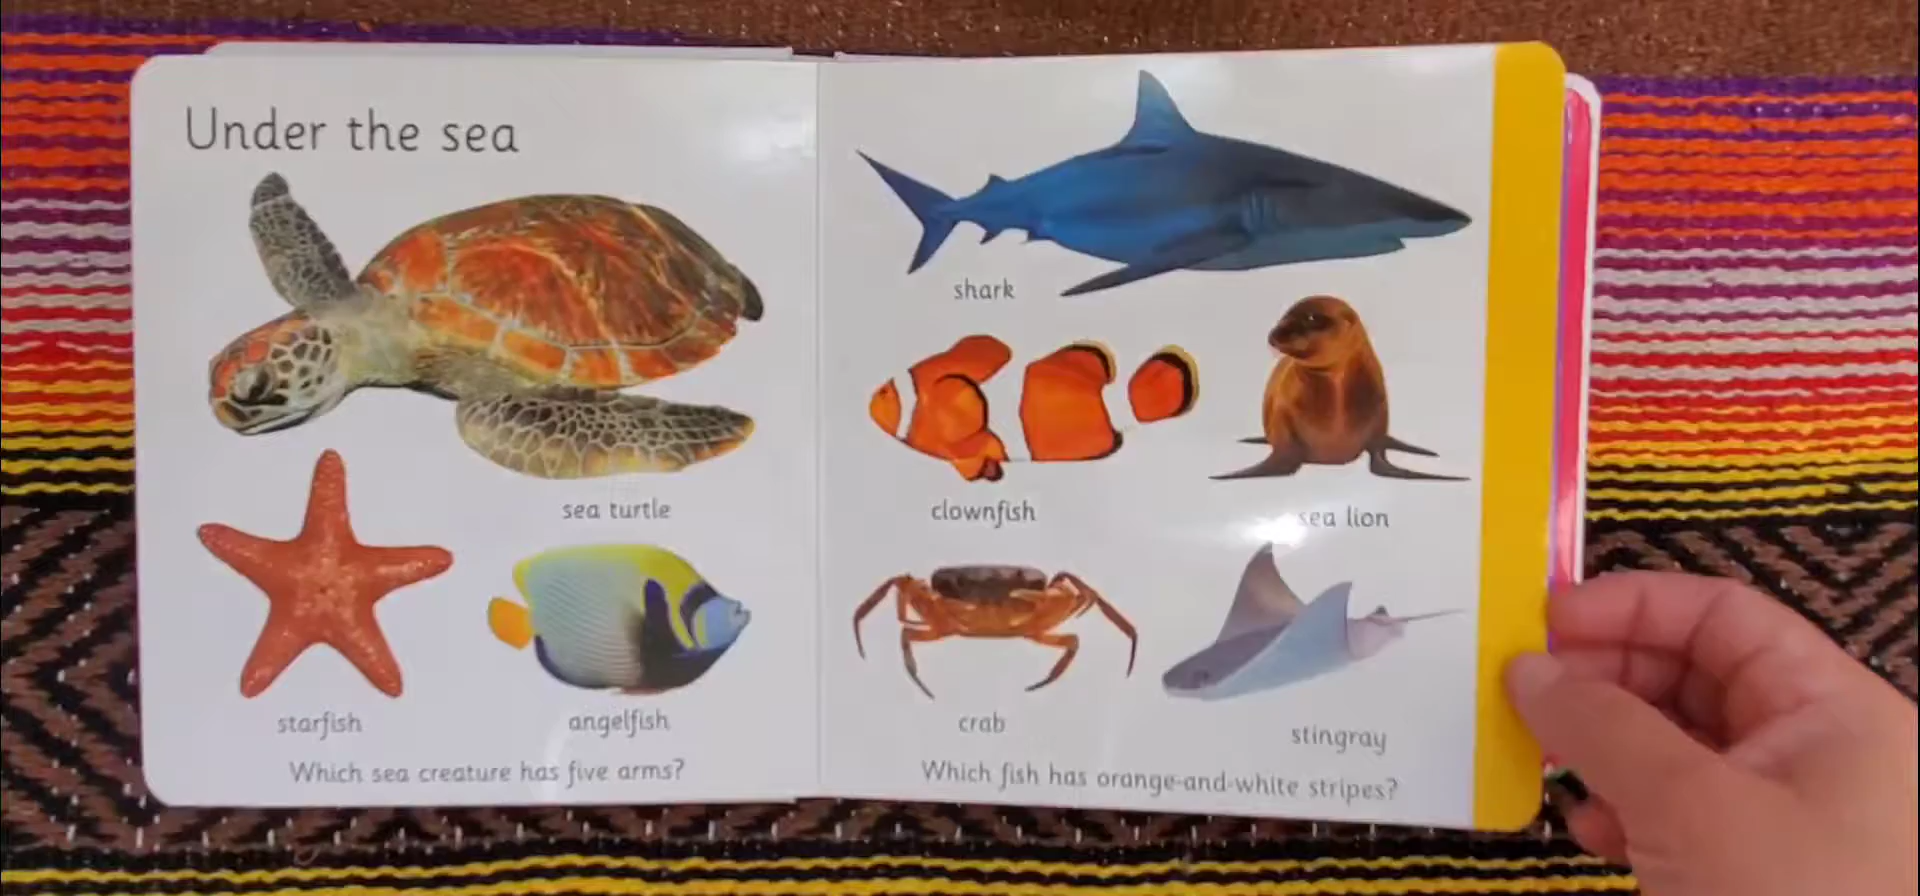 Under the sea
sea turtle
starfish
angelfish
Which sea creature has five arms?
shark
clownfish
sea lion
crab
stingray
Which fish has orange-and-white stripes?